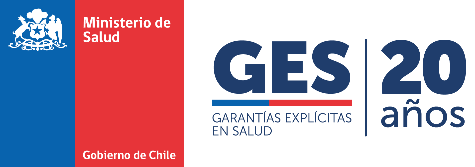 Ministerio de
Salud
Gobierno de Chile
GES
GARANTÍAS EXPLÍCITAS
EN SALUD
20
años